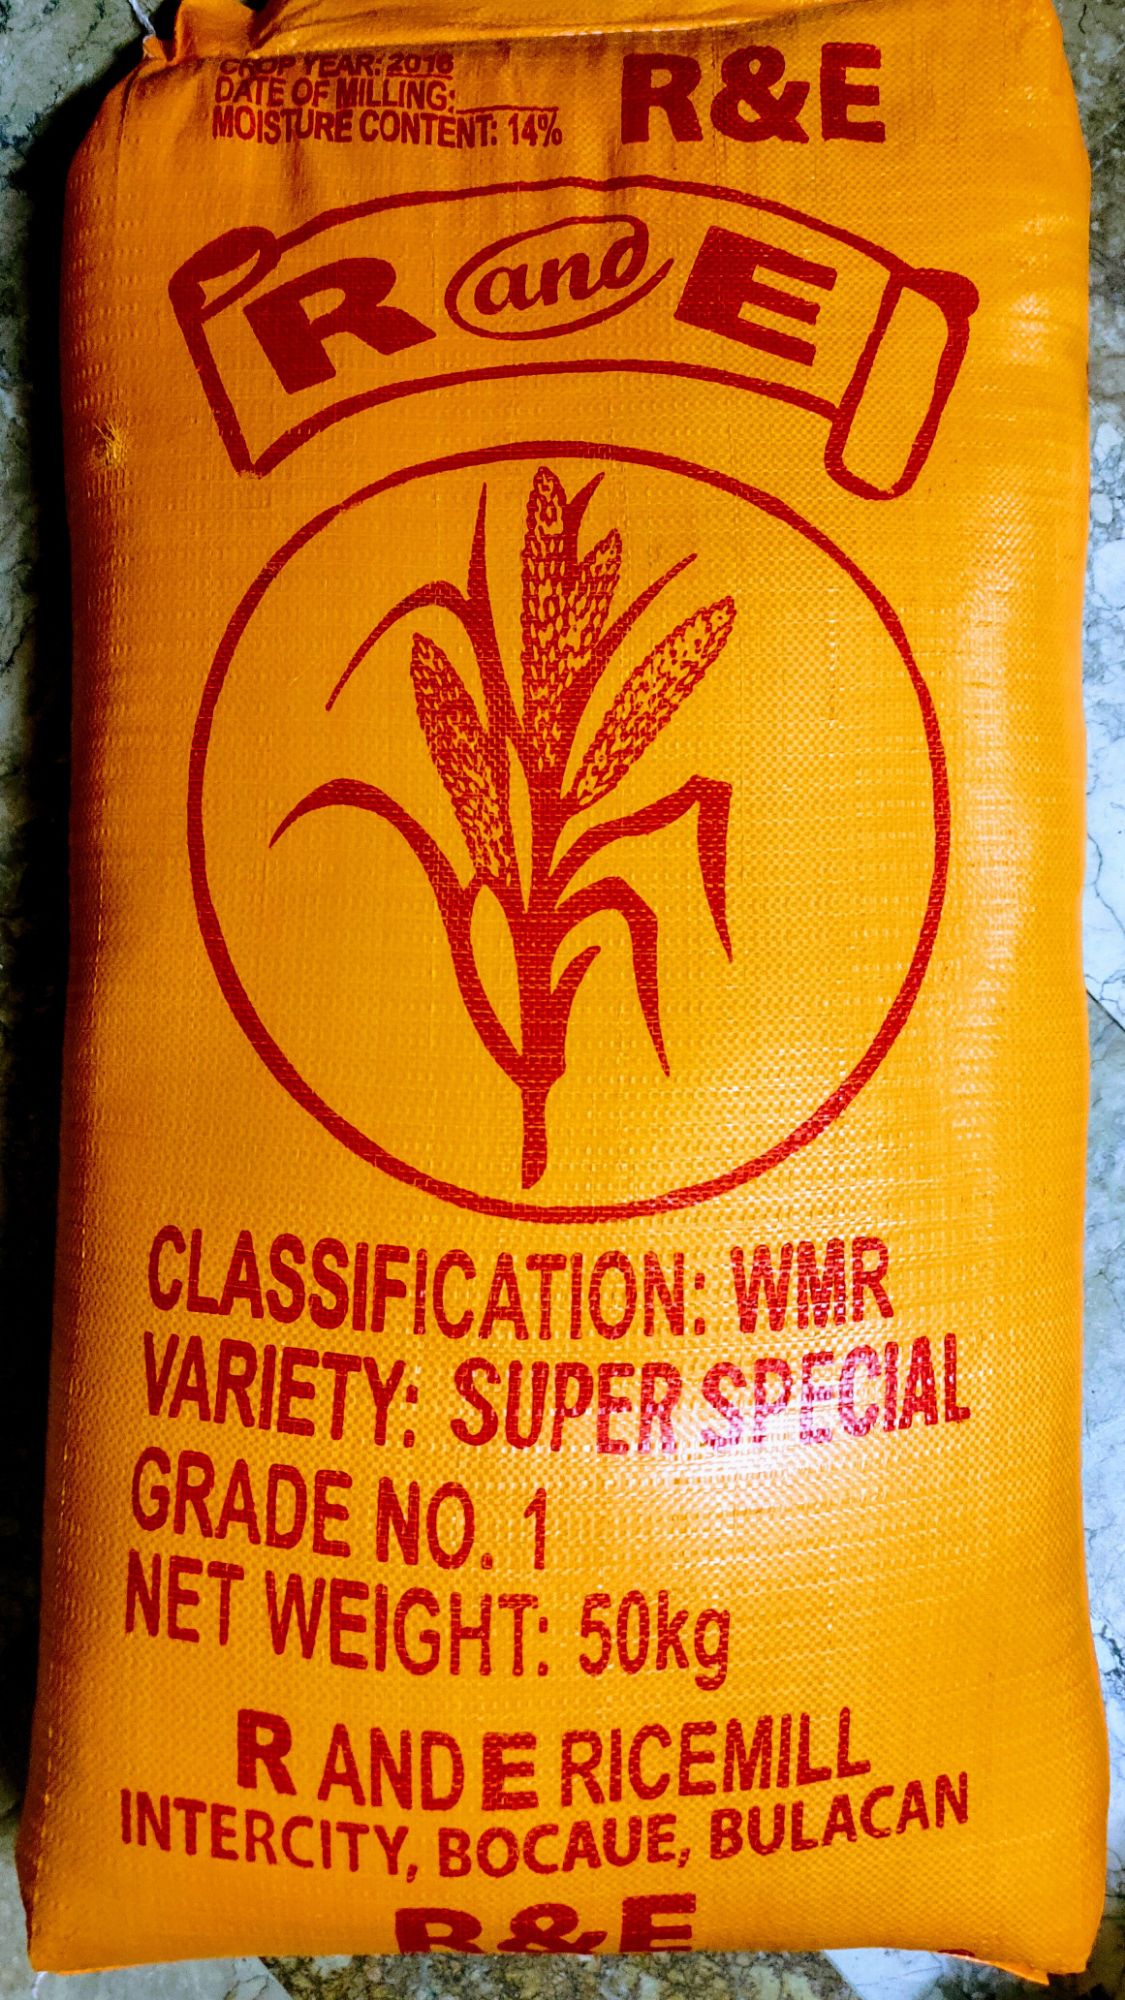 CROP YEAR: 2016
DATE OF MILLING:
MOISTURE CONTENT: 14%
R&E
R and E
CLASSIFICATION: WMR
VARIETY: SUPER SPECIAL
GRADE NO. 1
NET WEIGHT: 50kg
R AND E RICEMILL
INTERCITY, BOCAUE, BULACAN
R&E